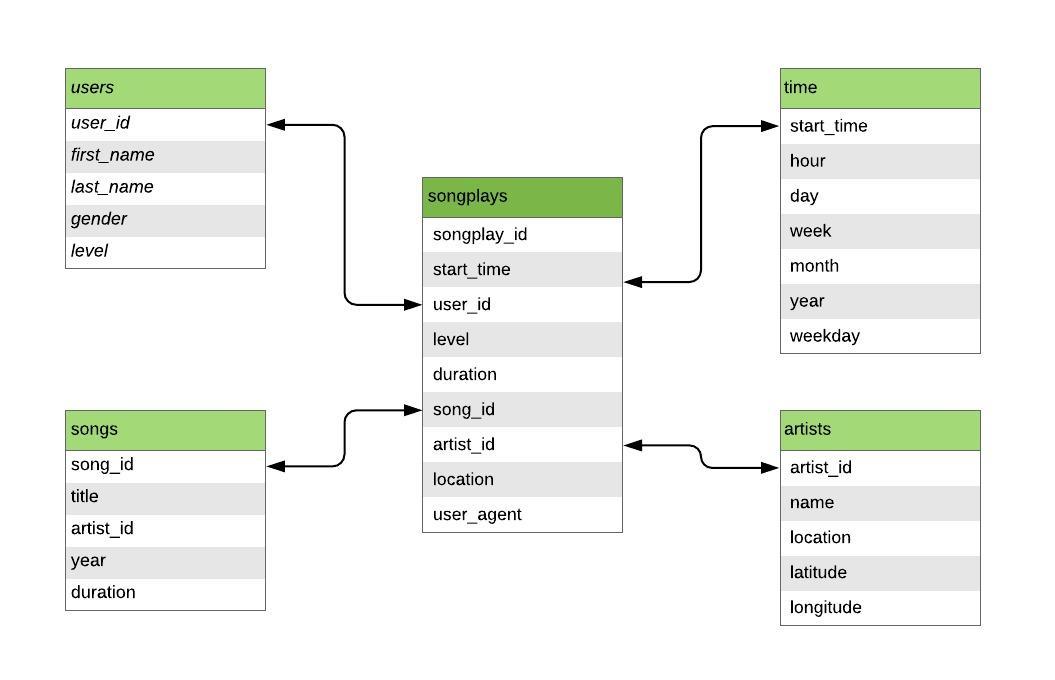 users
user_id
first_name
last_name
gender
level
songplays
songplay_id
start_time
user_id
level
duration
song_id
artist_id
location
user_agent
time
start_time
hour
day
week
month
year
weekday
songs
song_id
title
artist_id
year
duration
artists
artist_id
name
location
latitude
longitude